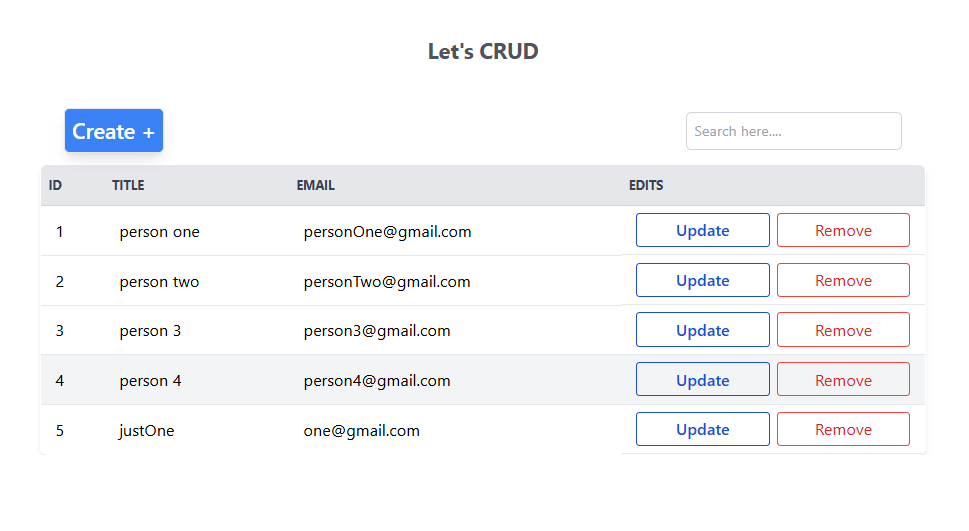 Let's CRUD
Create +
Search here....
ID TITLE EMAIL EDITS
1 person one personOne@gmail.com Update Remove
2 person two personTwo@gmail.com Update Remove
3 person 3 person3@gmail.com Update Remove
4 person 4 person4@gmail.com Update Remove
5 justOne one@gmail.com Update Remove